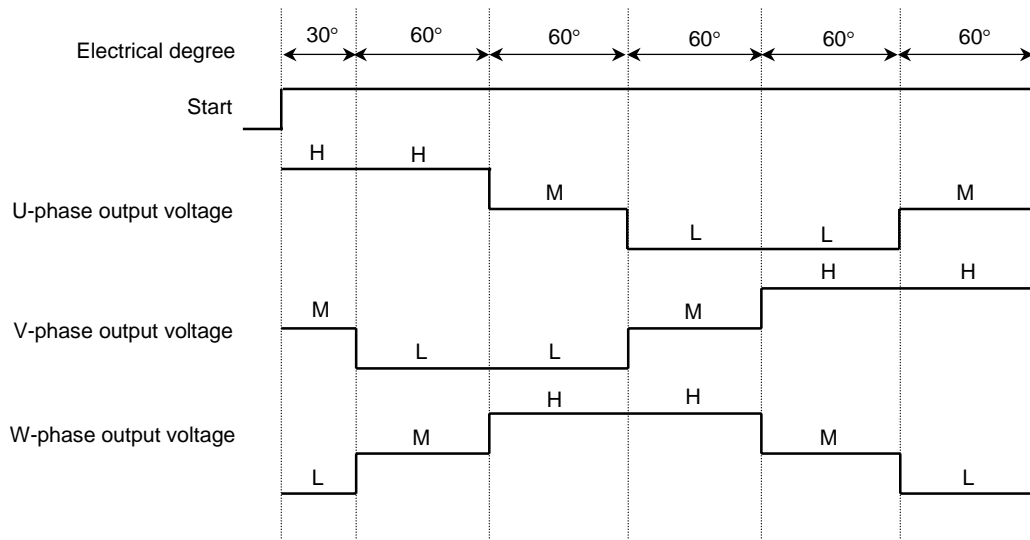 Electrical degree 30° 60° 60° 60° 60° 60°
Start
U-phase output voltage H H M L L M
V-phase output voltage M L L M H H
W-phase output voltage L M H H M L